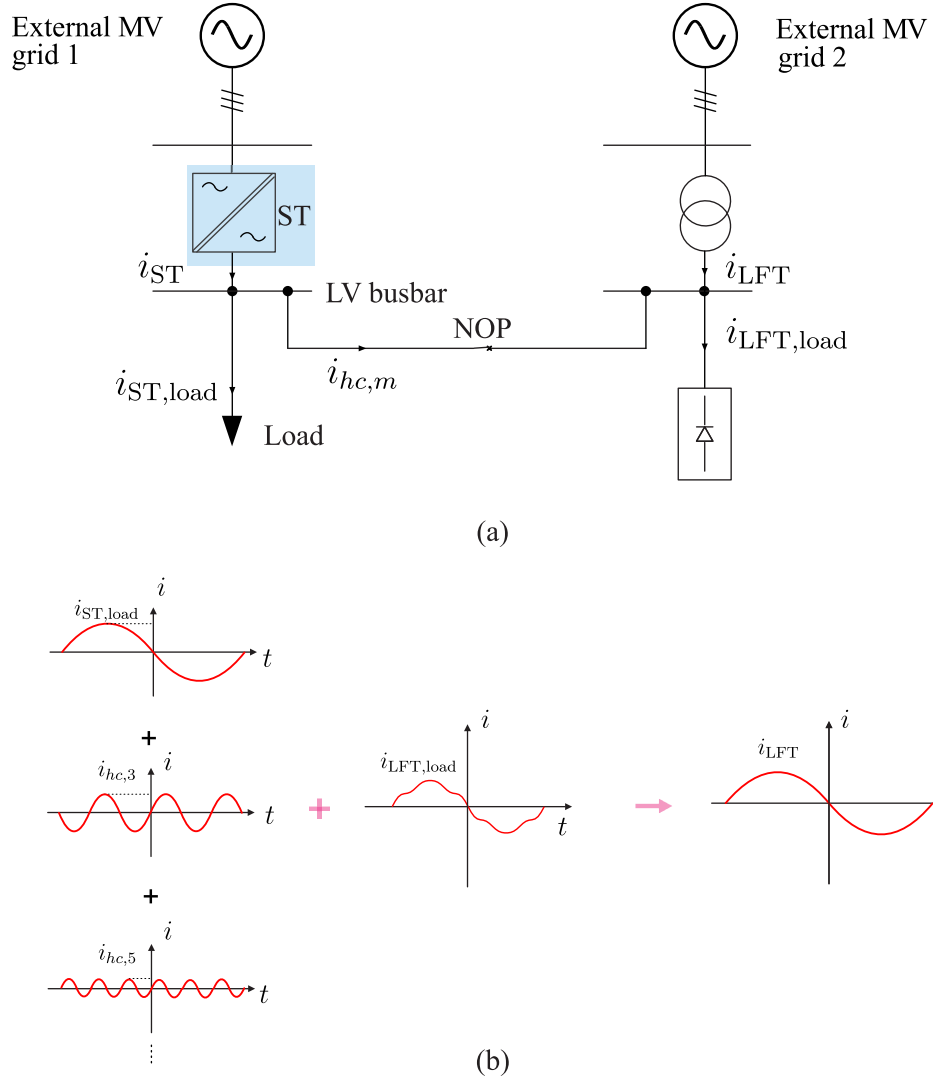 External MV
grid 1
External MV
grid 2
ST
i_ST
LV busbar
i_LFT
NOP
i_LFT,load
i_hc,m
i_ST,load
Load
(a)
i
i_ST,load
t
+
i
i_hc,3
t
+
i
i_LFT,load
t
+
i
i_LFT
i
i_hc,5
t
(b)